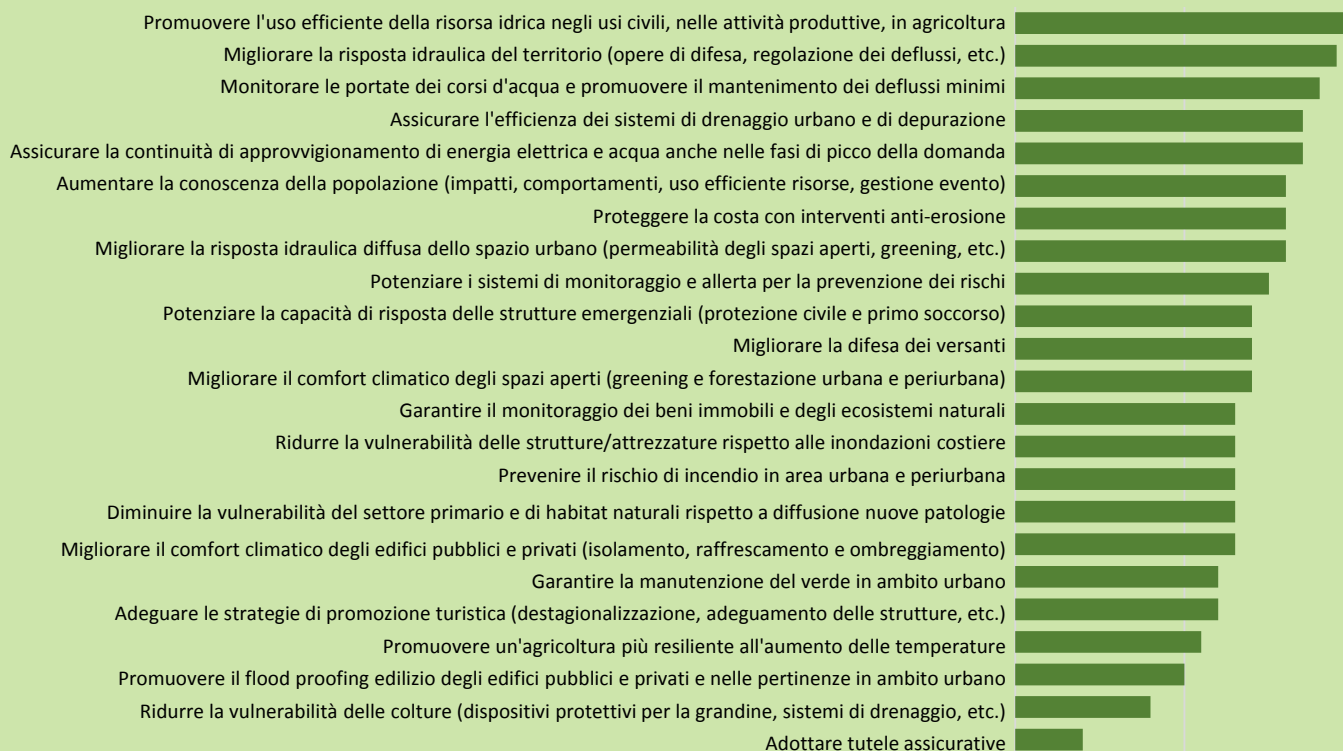 Promuovere l'uso efficiente della risorsa idrica negli usi civili, nelle attività produttive, in agricoltura
Migliorare la risposta idraulica del territorio (opere di difesa, regolazione dei deflussi, etc.)
Monitorare le portate dei corsi d'acqua e promuovere il mantenimento dei deflussi minimi
Assicurare l'efficienza dei sistemi di drenaggio urbano e di depurazione
Assicurare la continuità di approvvigionamento di energia elettrica e acqua anche nelle fasi di picco della domanda
Aumentare la conoscenza della popolazione (impatti, comportamenti, uso efficiente risorse, gestione evento)
Proteggere la costa con interventi anti-erosione
Migliorare la risposta idraulica diffusa dello spazio urbano (permeabilità degli spazi aperti, greening, etc.)
Potenziare i sistemi di monitoraggio e allerta per la prevenzione dei rischi
Potenziare la capacità di risposta delle strutture emergenziali (protezione civile e primo soccorso)
Migliorare la difesa dei versanti
Migliorare il comfort climatico degli spazi aperti (greening e forestazione urbana e periurbana)
Garantire il monitoraggio dei beni immobili e degli ecosistemi naturali
Ridurre la vulnerabilità delle strutture/attrezzature rispetto alle inondazioni costiere
Prevenire il rischio di incendio in area urbana e periurbana
Diminuire la vulnerabilità del settore primario e di habitat naturali rispetto a diffusione nuove patologie
Migliorare il comfort climatico degli edifici pubblici e privati (isolamento, raffrescamento e ombreggiamento)
Garantire la manutenzione del verde in ambito urbano
Adeguare le strategie di promozione turistica (destagionalizzazione, adeguamento delle strutture, etc.)
Promuovere un'agricoltura più resiliente all'aumento delle temperature
Promuovere il flood proofing edilizio degli edifici pubblici e privati e nelle pertinenze in ambito urbano
Ridurre la vulnerabilità delle colture (dispositivi protettivi per la grandine, sistemi di drenaggio, etc.)
Adottare tutele assicurative